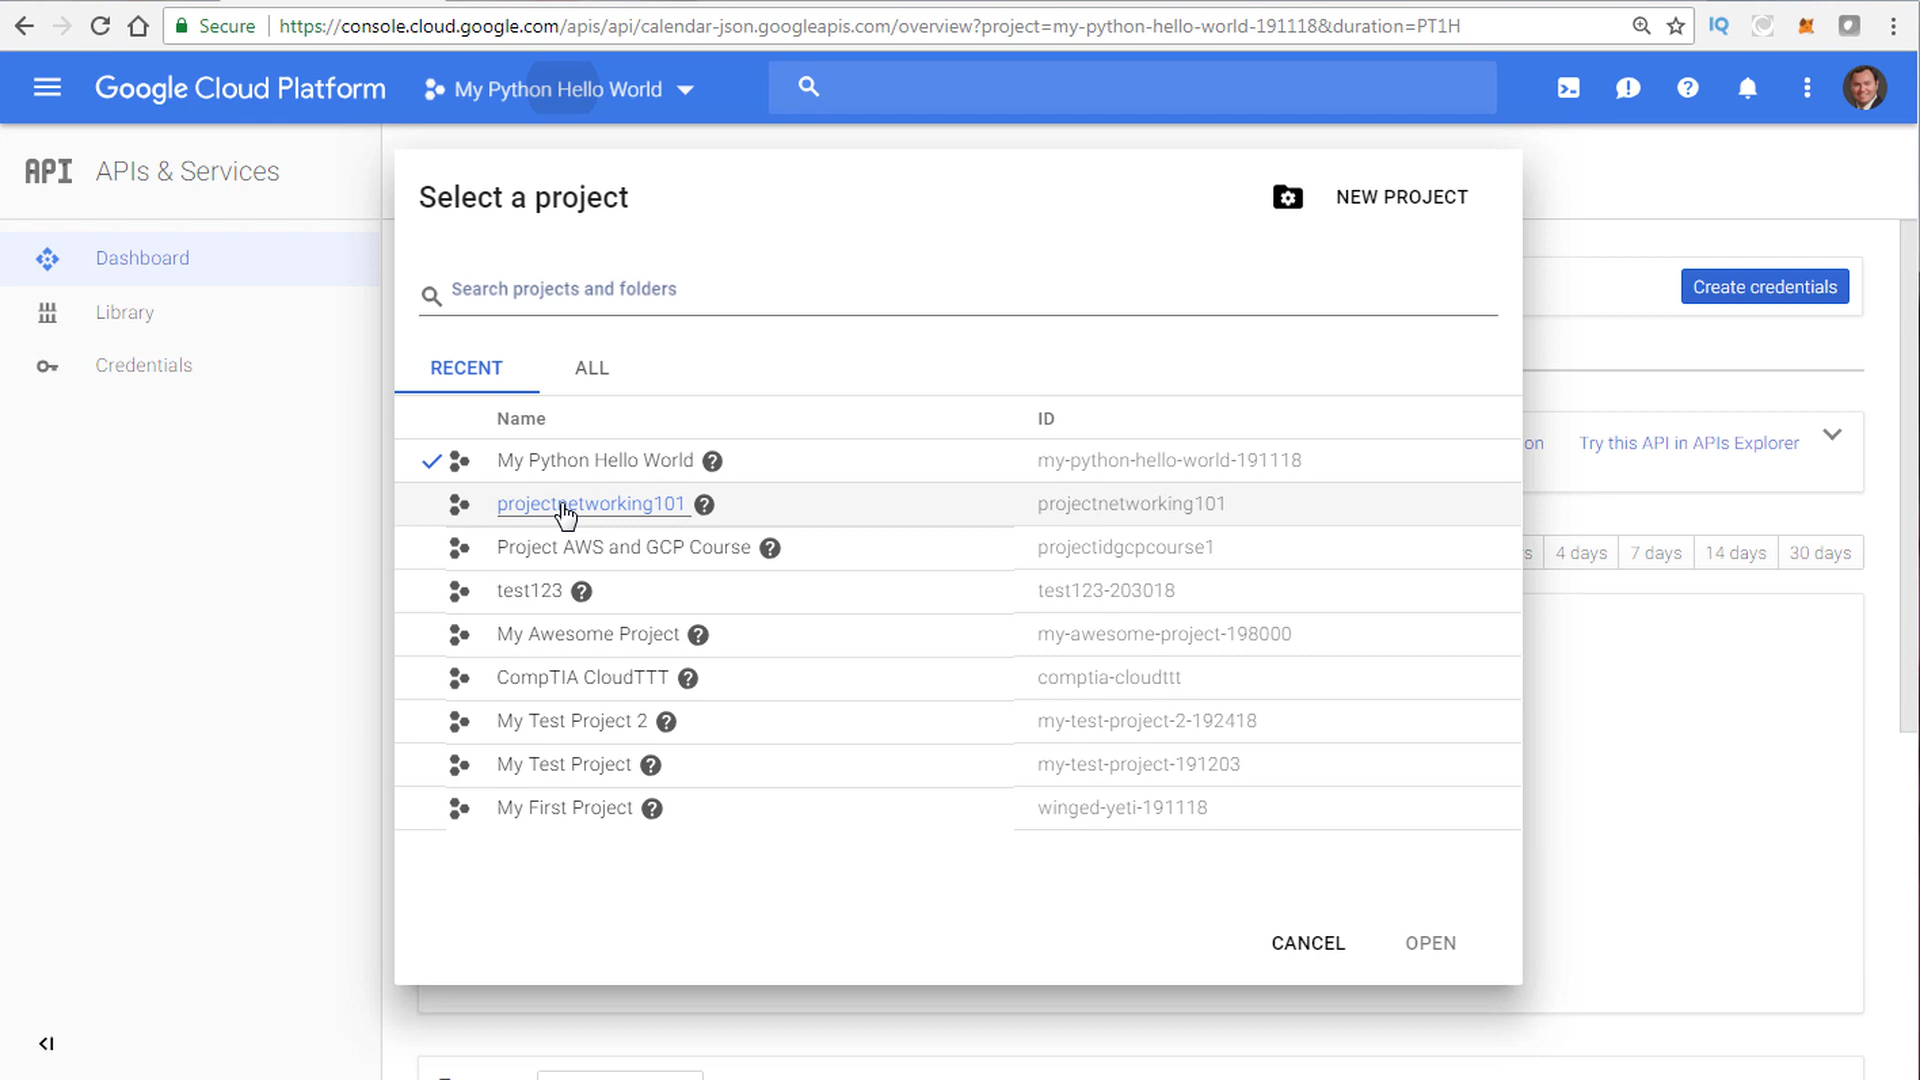 Secure https://console.cloud.google.com/apis/api/calendar-json.googleapis.com/overview?project=my-python-hello-world-191118&duration=PT1H
Google Cloud Platform My Python Hello World
API APIs & Services
Dashboard
Library
Credentials
Select a project NEW PROJECT
Search projects and folders
RECENT ALL
Name ID
My Python Hello World my-python-hello-world-191118
projectnetworking101 projectnetworking101
Project AWS and GCP Course projectidgcpcourse1
test123 test123-203018
My Awesome Project my-awesome-project-198000
CompTIA CloudTTT comptia-cloudttt
My Test Project 2 my-test-project-2-192418
My Test Project my-test-project-191203
My First Project winged-yeti-191118
CANCEL OPEN
Create credentials
on Try this API in APIs Explorer
s 4 days 7 days 14 days 30 days